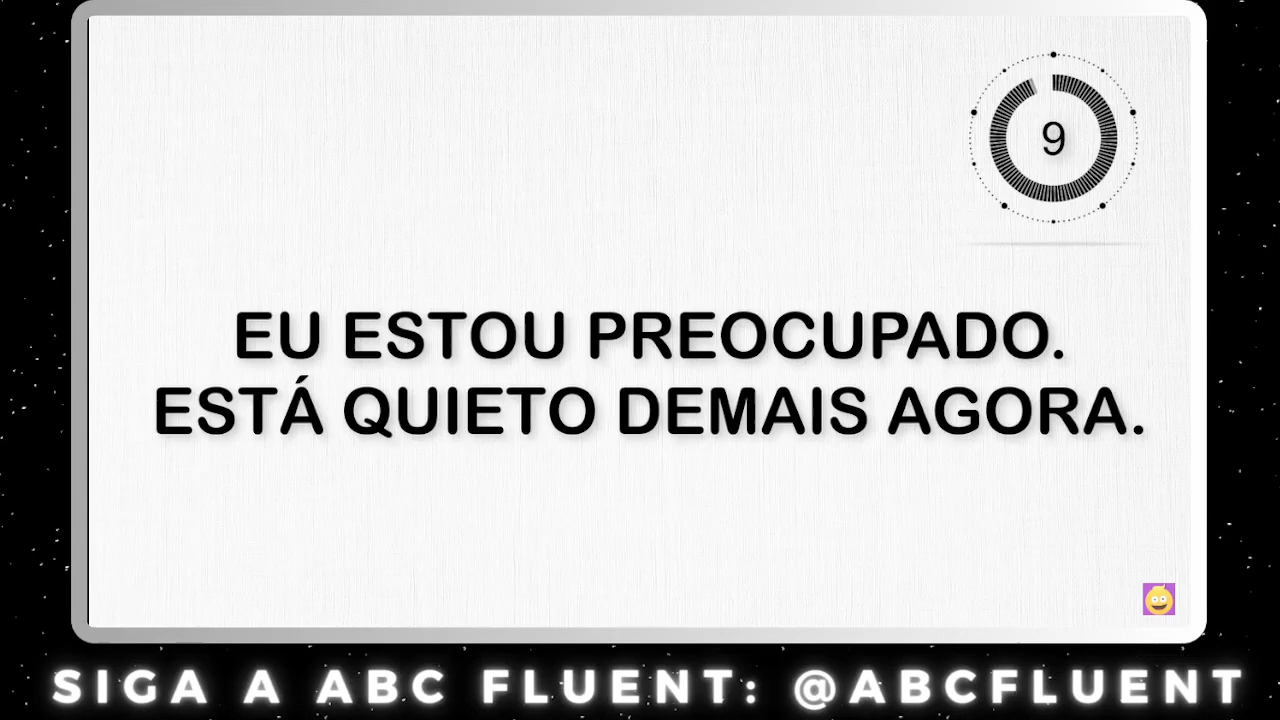 9
EU ESTOU PREOCUPADO.
ESTÁ QUIETO DEMAIS AGORA.
SIGA A ABC FLUENT: @ABCFLUENT